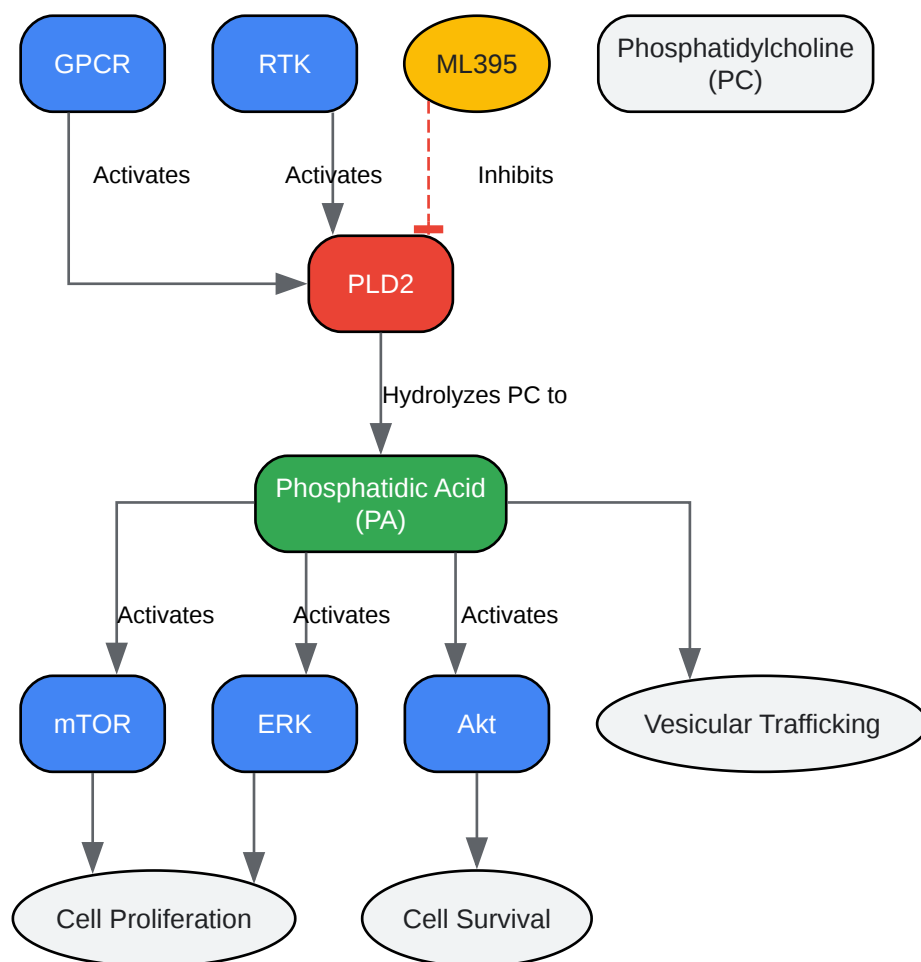 GPCR
RTK
ML395
Phosphatidylcholine
(PC)
Activates
Activates
Inhibits
PLD2
Hydrolyzes PC to
Phosphatidic Acid
(PA)
Activates
Activates
Activates
mTOR
ERK
Akt
Vesicular Trafficking
Cell Proliferation
Cell Survival